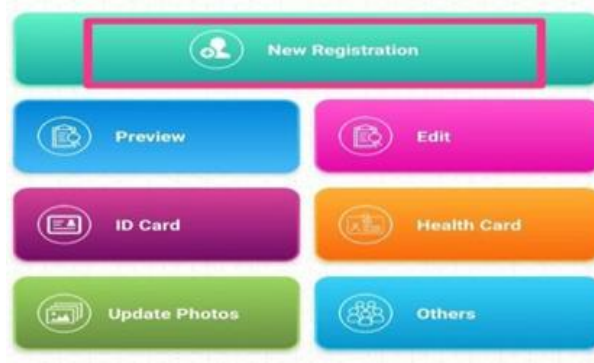 New Registration
Preview
Edit
ID Card
Health Card
Update Photos
Others